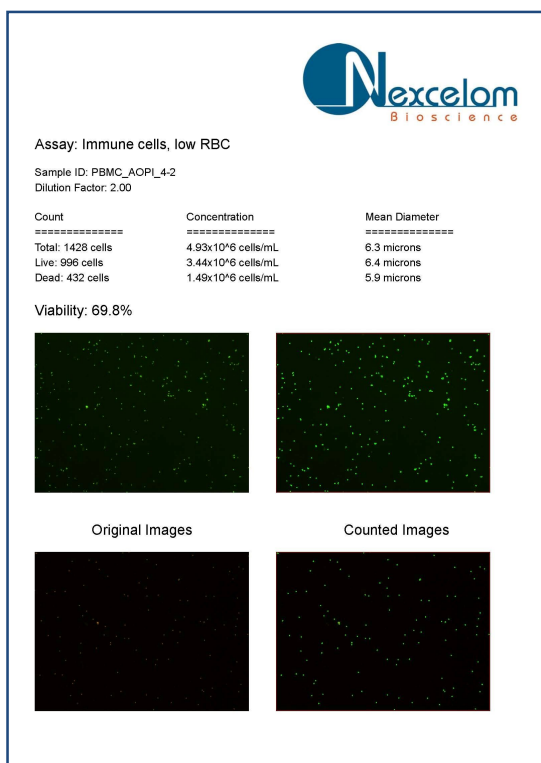 Nexcelom
Bioscience
Assay: Immune cells, low RBC
Sample ID: PBMC_AOPI_4-2
Dilution Factor: 2.00
Count Concentration Mean Diameter
============== ============== ==============
Total: 1428 cells 4.93x10^6 cells/mL 6.3 microns
Live: 996 cells 3.44x10^6 cells/mL 6.4 microns
Dead: 432 cells 1.49x10^6 cells/mL 5.9 microns
Viability: 69.8%
Original Images Counted Images